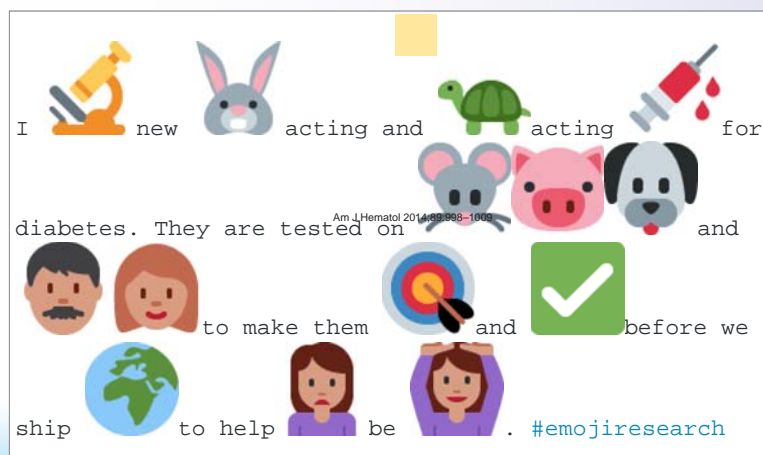 I new acting and acting for
Am J Hematol 2014;89:998–1009
diabetes. They are tested on and
to make them and before we
ship to help be . #emojiresearch